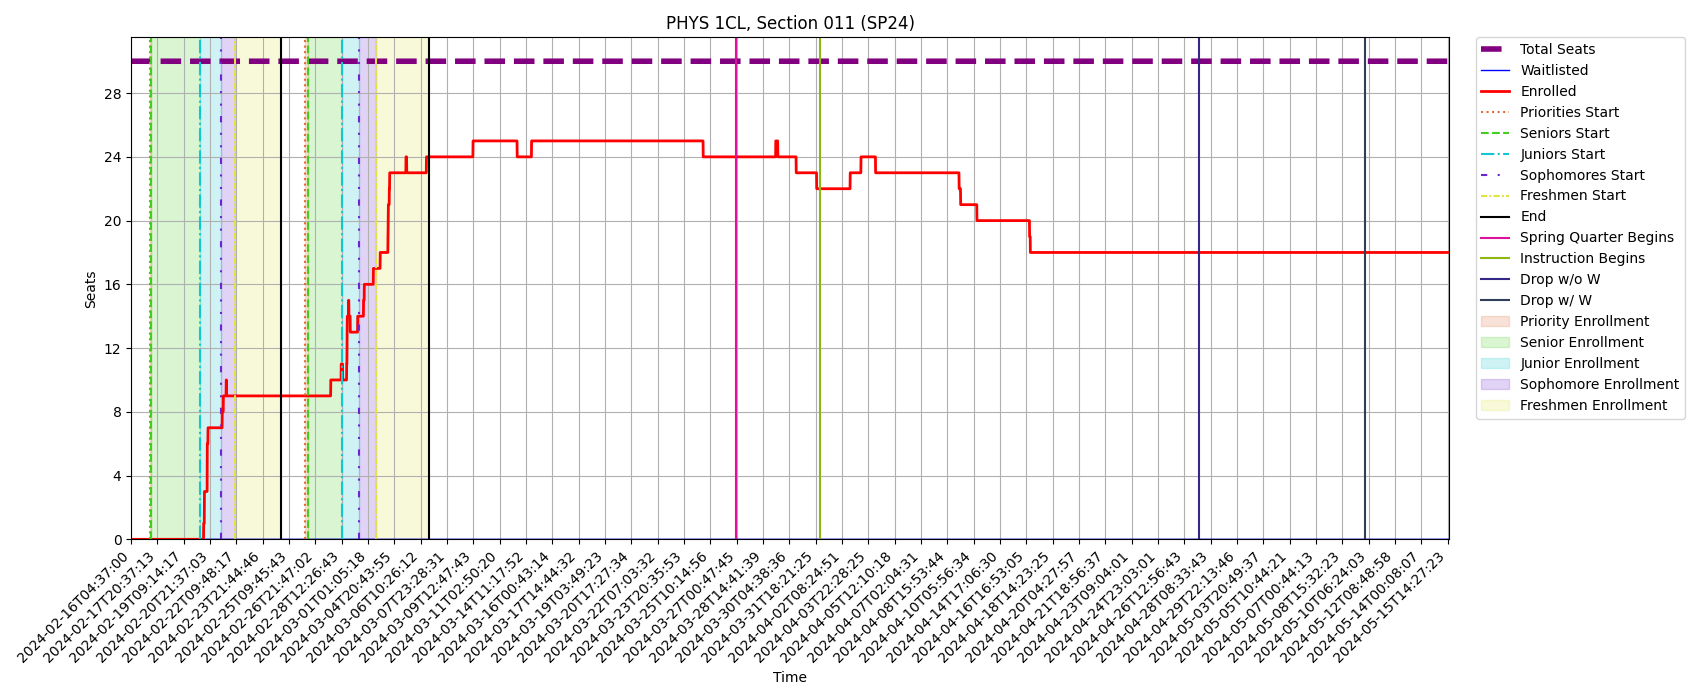 PHYS 1CL, Section 011 (SP24)
Seats
28
24
20
16
12
8
4
0
2024-02-16T04:37:00
2024-02-17T20:37:13
2024-02-19T09:14:17
2024-02-20T21:37:03
2024-02-22T09:48:17
2024-02-23T21:44:46
2024-02-25T09:45:43
2024-02-26T21:47:02
2024-02-28T12:26:43
2024-03-01T01:05:18
2024-03-04T20:43:55
2024-03-06T10:26:12
2024-03-07T23:28:31
2024-03-09T12:47:43
2024-03-11T02:50:20
2024-03-14T11:17:52
2024-03-16T00:43:14
2024-03-17T14:44:32
2024-03-19T03:49:23
2024-03-20T17:27:34
2024-03-22T07:03:32
2024-03-23T20:35:53
2024-03-25T10:14:56
2024-03-27T00:47:45
2024-03-28T14:41:39
2024-03-30T04:38:36
2024-03-31T18:21:25
2024-04-02T08:24:51
2024-04-03T22:28:25
2024-04-05T12:10:18
2024-04-07T02:04:31
2024-04-08T15:53:44
2024-04-10T05:56:34
2024-04-14T17:06:30
2024-04-16T16:53:05
2024-04-18T14:23:25
2024-04-20T04:27:57
2024-04-21T18:56:37
2024-04-23T09:04:01
2024-04-24T23:03:01
2024-04-26T12:56:43
2024-04-28T08:33:43
2024-04-29T22:13:46
2024-05-03T20:49:37
2024-05-05T10:44:21
2024-05-07T00:44:13
2024-05-08T15:32:23
2024-05-10T06:24:03
2024-05-12T08:48:58
2024-05-14T00:08:07
2024-05-15T14:27:23
Time
Total Seats
Waitlisted
Enrolled
Priorities Start
Seniors Start
Juniors Start
Sophomores Start
Freshmen Start
End
Spring Quarter Begins
Instruction Begins
Drop w/o W
Drop w/ W
Priority Enrollment
Senior Enrollment
Junior Enrollment
Sophomore Enrollment
Freshmen Enrollment